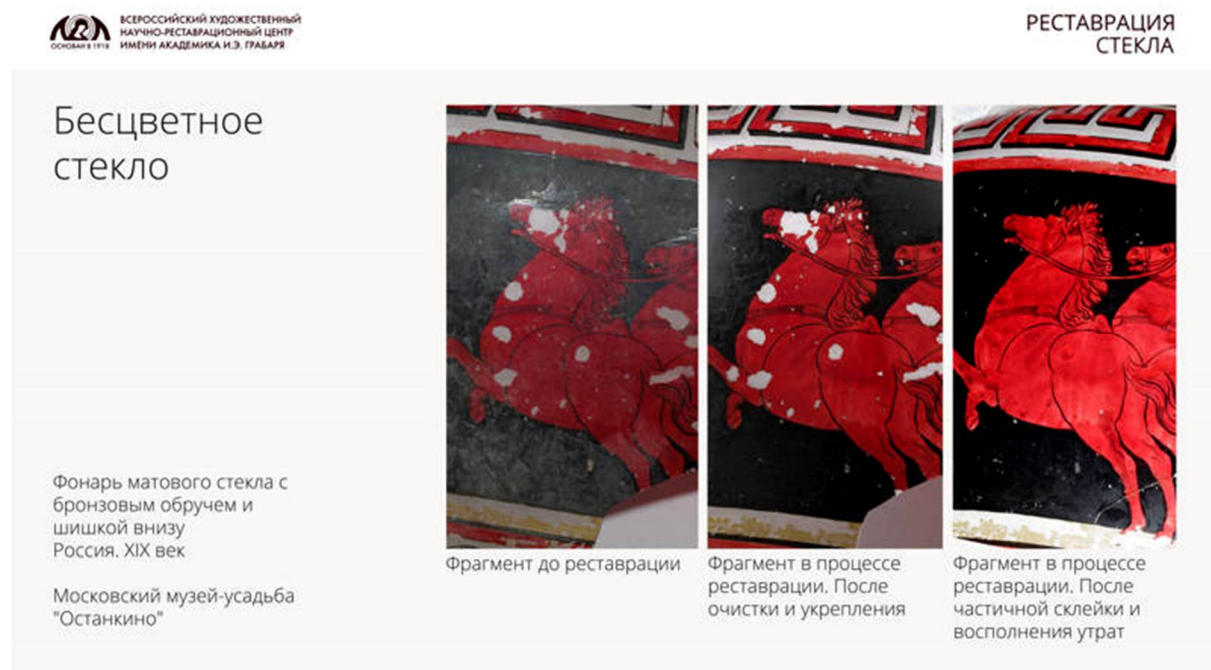 ВСЕРОССИЙСКИЙ ХУДОЖЕСТВЕННЫЙ
НАУЧНО-РЕСТАВРАЦИОННЫЙ ЦЕНТР
ИМЕНИ АКАДЕМИКА И.Э. ГРАБАРЯ
ОСНОВАН В 1918
РЕСТАВРАЦИЯ
СТЕКЛА
Бесцветное
стекло
Фонарь матового стекла с
бронзовым обручем и
шишкой внизу
Россия. XIX век
Московский музей-усадьба
"Останкино"
Фрагмент до реставрации
Фрагмент в процессе
реставрации. После
очистки и укрепления
Фрагмент в процессе
реставрации. После
частичной склейки и
восполнения утрат